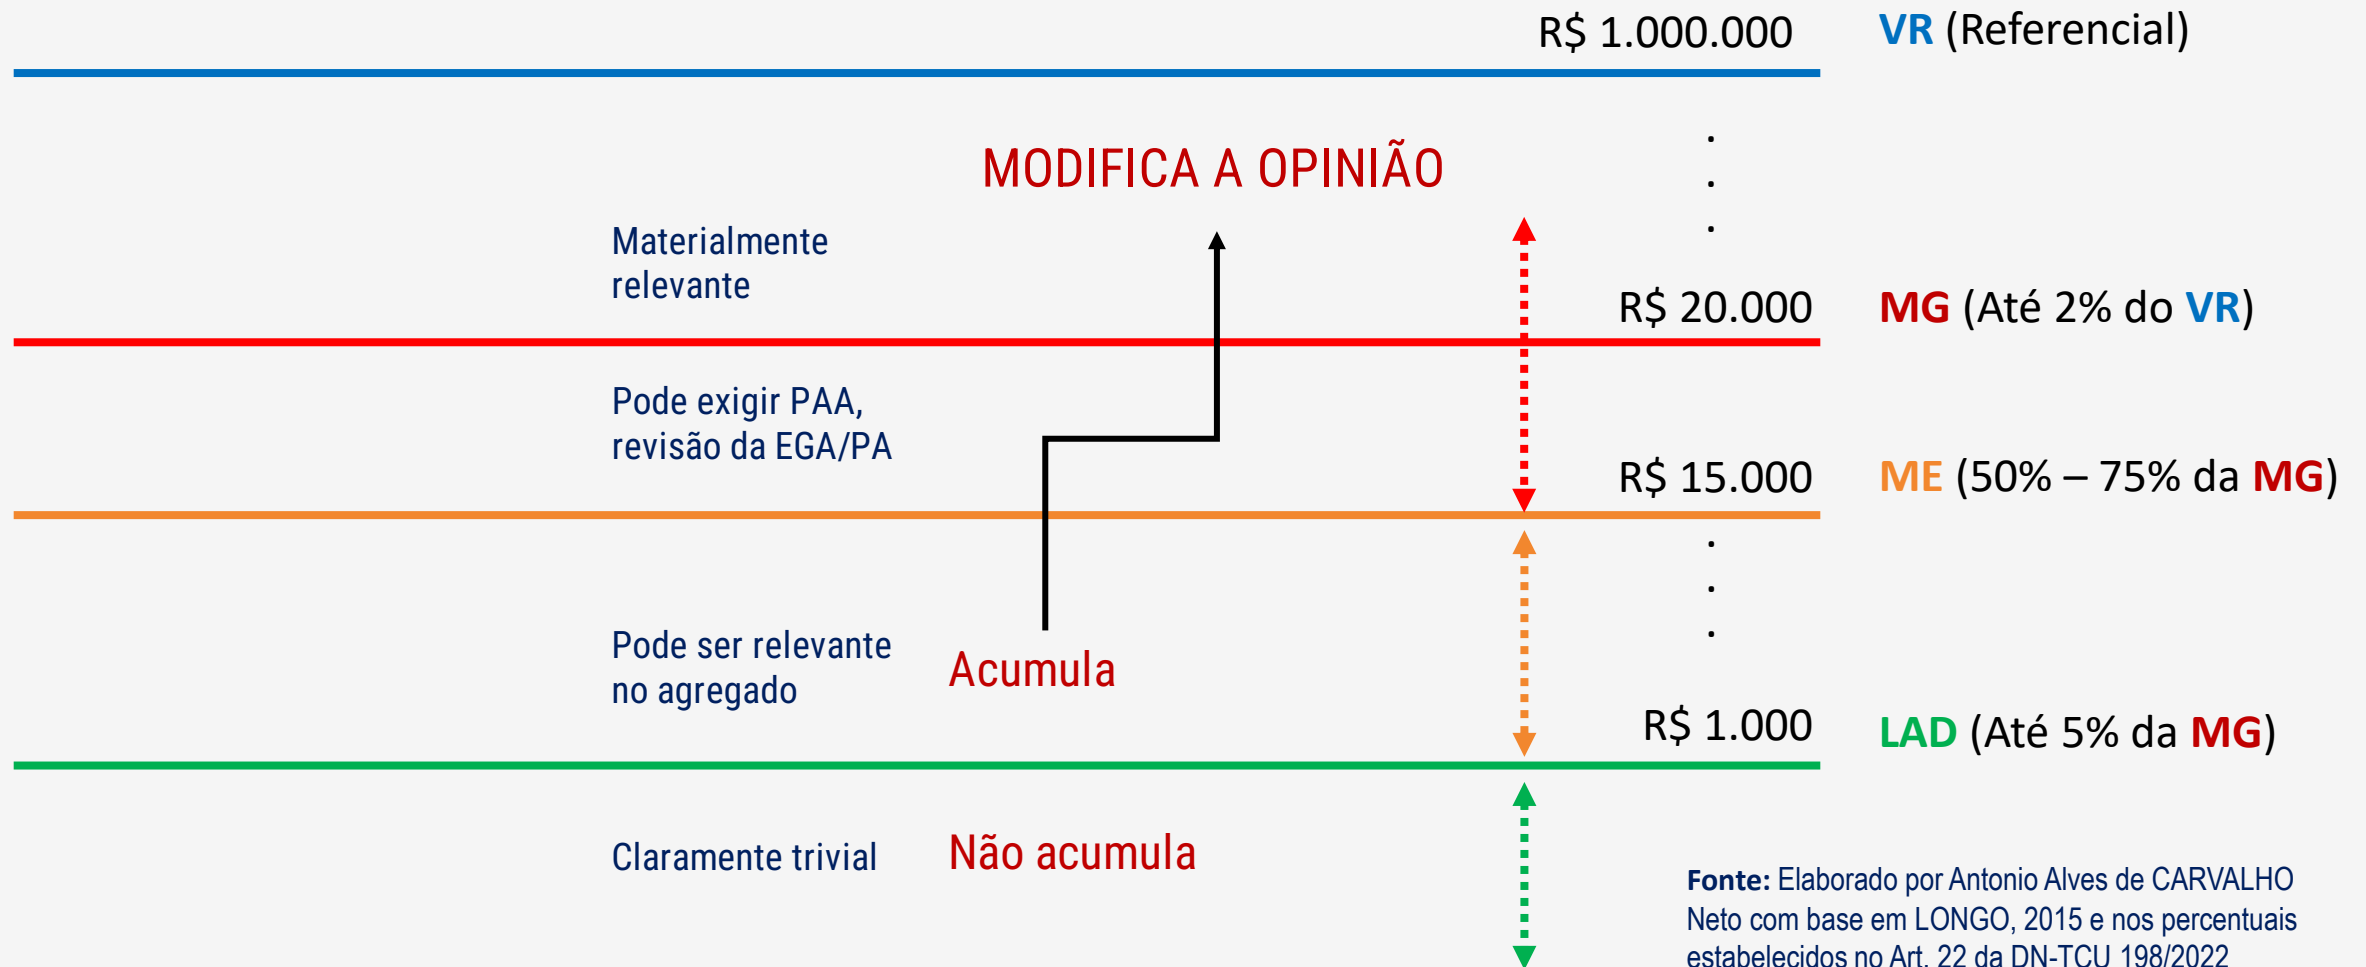 R$ 1.000.000 VR (Referencial)
.
MODIFICA A OPINIÃO
.
.
Materialmente
relevante
R$ 20.000 MG (Até 2% do VR)
Pode exigir PAA,
revisão da EGA/PA
R$ 15.000 ME (50% – 75% da MG)
.
.
.
Pode ser relevante
no agregado
Acumula
R$ 1.000 LAD (Até 5% da MG)
Claramente trivial
Não acumula
Fonte: Elaborado por Antonio Alves de CARVALHO
Neto com base em LONGO, 2015 e nos percentuais
estabelecidos no Art. 22 da DN-TCU 198/2022